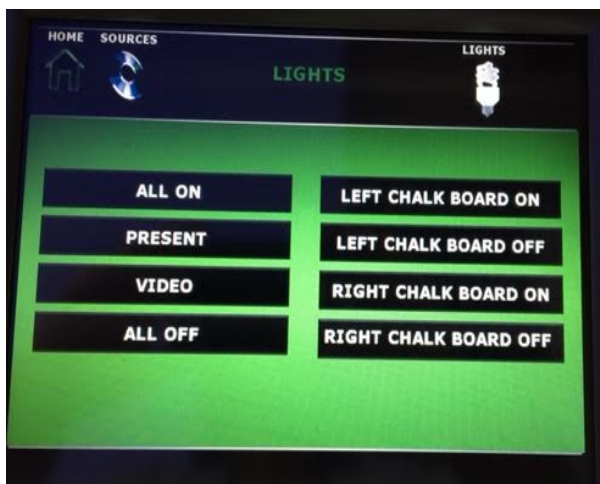 HOME SOURCES
LIGHTS
LIGHTS
ALL ON
PRESENT
VIDEO
ALL OFF
LEFT CHALK BOARD ON
LEFT CHALK BOARD OFF
RIGHT CHALK BOARD ON
RIGHT CHALK BOARD OFF